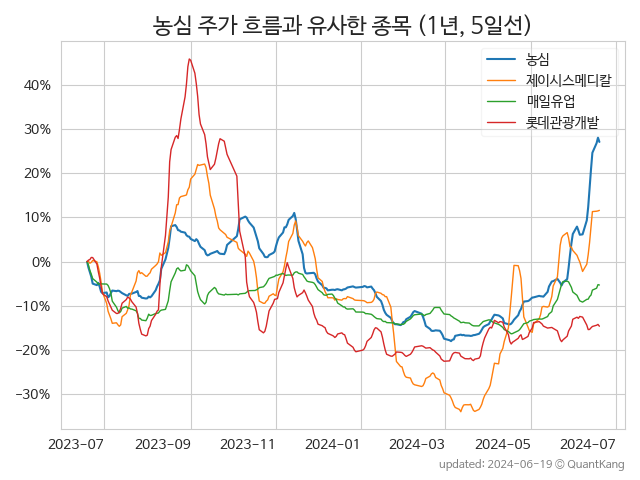 농심 주가 흐름과 유사한 종목 (1년, 5일선)
농심
제이시스메디칼
매일유업
롯데관광개발
40%
30%
20%
10%
0%
−10%
−20%
−30%
2023-07 2023-09 2023-11 2024-01 2024-03 2024-05 2024-07
updated: 2024-06-19 © QuantKang